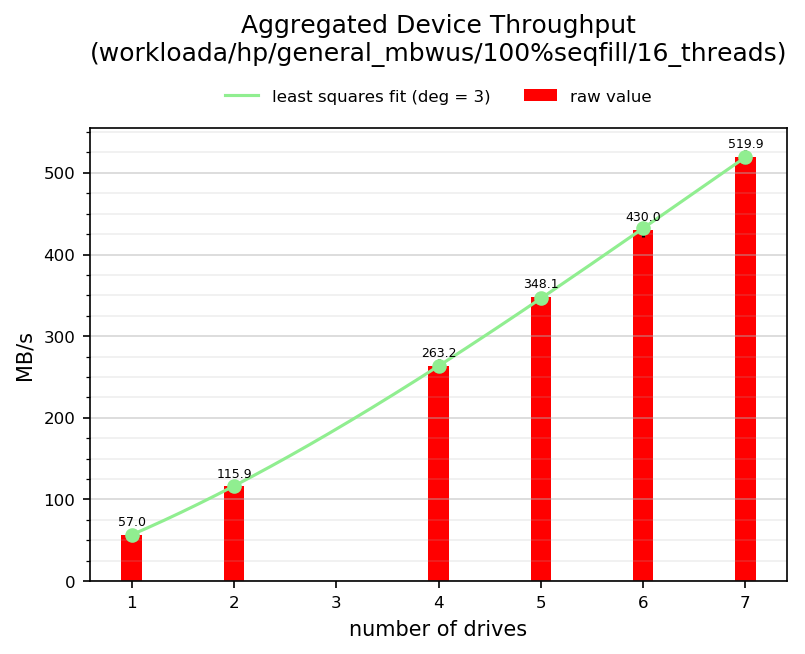 Aggregated Device Throughput
(workloada/hp/general_mbwus/100%seqfill/16_threads)
least squares fit (deg = 3)
raw value
519.9
500
430.0
400
348.1
MB/s
300
263.2
200
115.9
100
57.0
0
1 2 3 4 5 6 7
number of drives